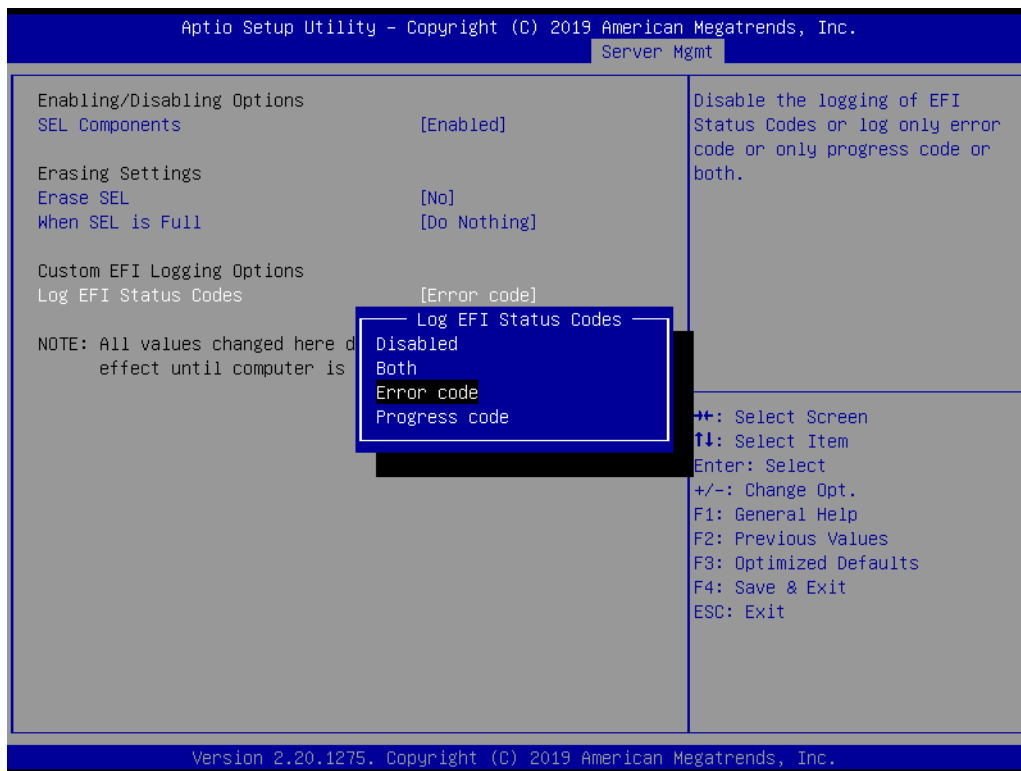 Aptio Setup Utility – Copyright (C) 2019 American Megatrends, Inc.
Server Mgmt
Enabling/Disabling Options
SEL Components [Enabled]
Erasing Settings
Erase SEL [No]
When SEL is Full [Do Nothing]
Custom EFI Logging Options
Log EFI Status Codes [Error code]
NOTE: All values changed here d
effect until computer is
Log EFI Status Codes
Disabled
Both
Error code
Progress code
Disable the logging of EFI
Status Codes or log only error
code or only progress code or
both.
→←: Select Screen
↑↓: Select Item
Enter: Select
+/-: Change Opt.
F1: General Help
F2: Previous Values
F3: Optimized Defaults
F4: Save & Exit
ESC: Exit
Version 2.20.1275. Copyright (C) 2019 American Megatrends, Inc.